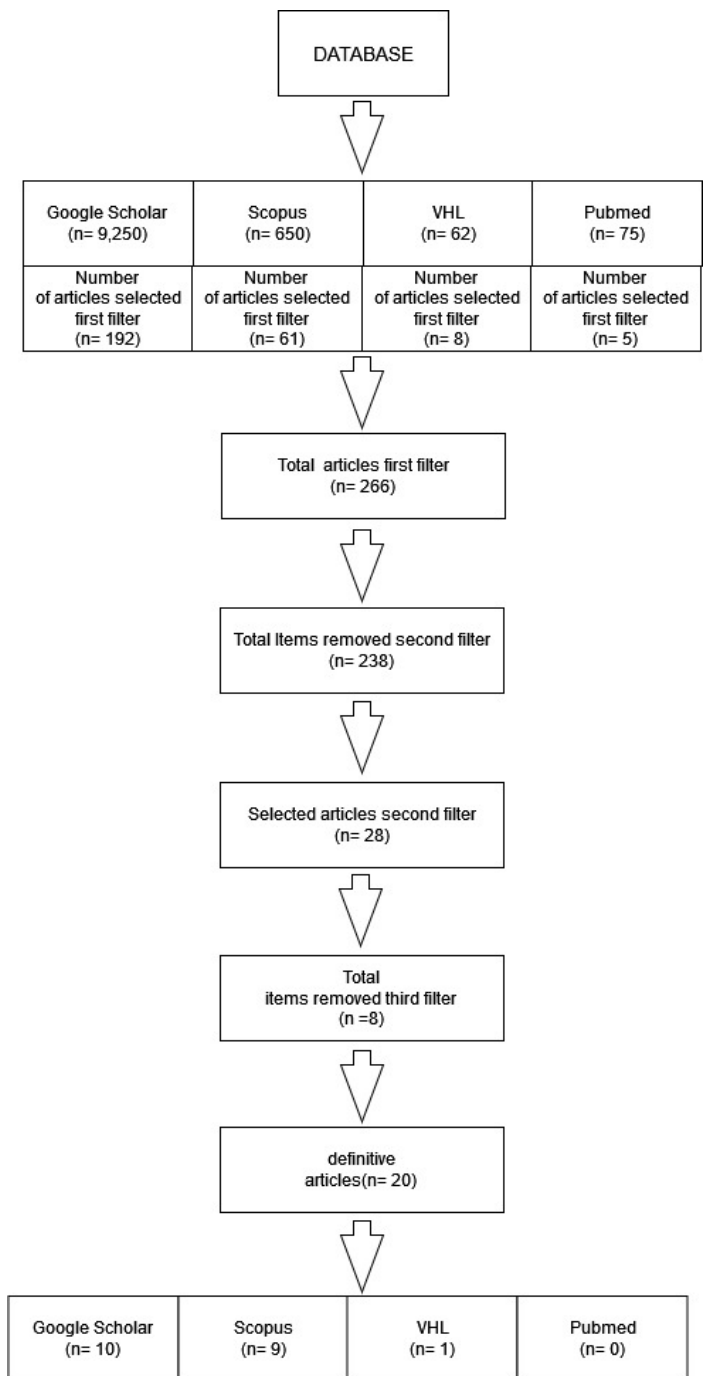 DATABASE
Google Scholar
(n= 9,250)
Scopus
(n= 650)
VHL
(n= 62)
Pubmed
(n= 75)
Number
of articles selected
first filter
(n= 192)
Number
of articles selected
first filter
(n= 61)
Number
of articles selected
first filter
(n= 8)
Number
of articles selected
first filter
(n= 5)
Total articles first filter
(n= 266)
Total Items removed second filter
(n= 238)
Selected articles second filter
(n= 28)
Total
items removed third filter
(n =8)
definitive
articles(n= 20)
Google Scholar
(n= 10)
Scopus
(n= 9)
VHL
(n= 1)
Pubmed
(n= 0)